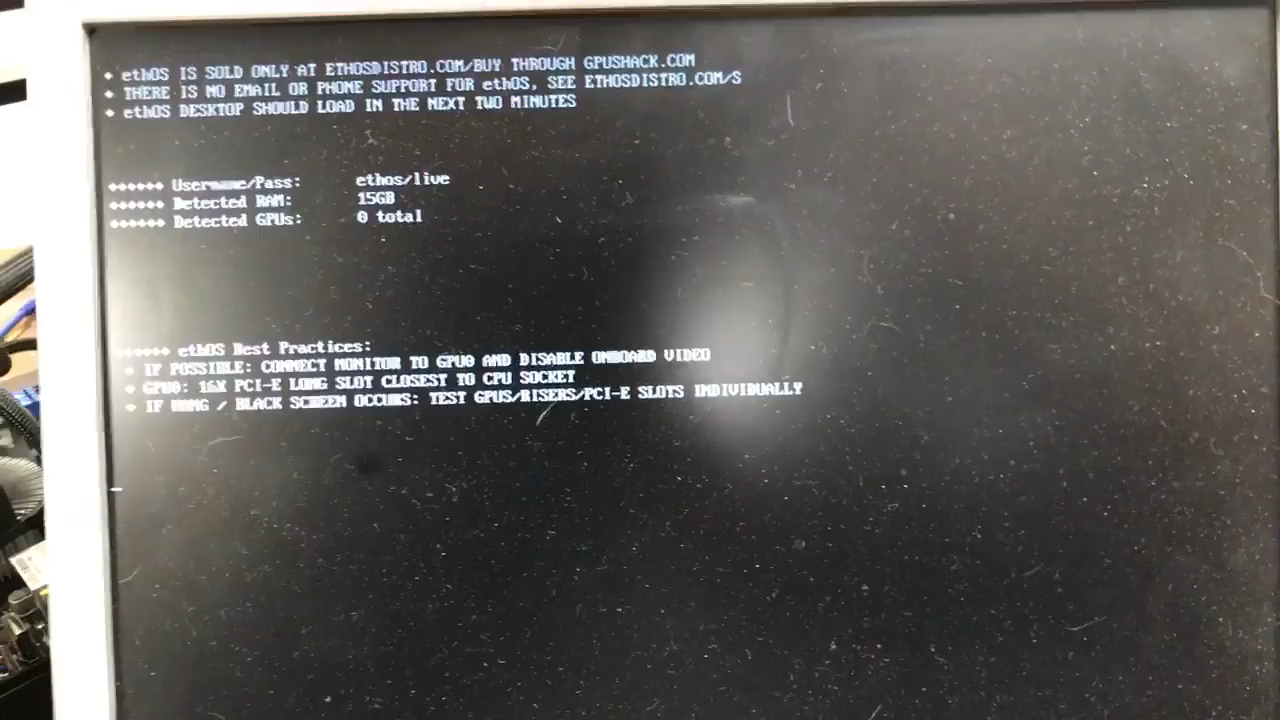 ethOS IS SOLD ONLY AT ETHOSDISTRO.COM/BUY THROUGH GPUSHACK.COM
THERE IS NO EMAIL OR PHONE SUPPORT FOR ethOS, SEE ETHOSDISTRO.COM/S
ethOS DESKTOP SHOULD LOAD IN THE NEXT TWO MINUTES
Username/Pass: ethos/live
Detected RAM: 15GB
Detected GPUs: 0 total
ethOS Best Practices:
IF POSSIBLE: CONNECT MONITOR TO GPU0 AND DISABLE ONBOARD VIDEO
GPU0: 16X PCI-E LONG SLOT CLOSEST TO CPU SOCKET
IF HANG / BLACK SCREEN OCCURS: TEST GPUS/RISERS/PCI-E SLOTS INDIVIDUALLY